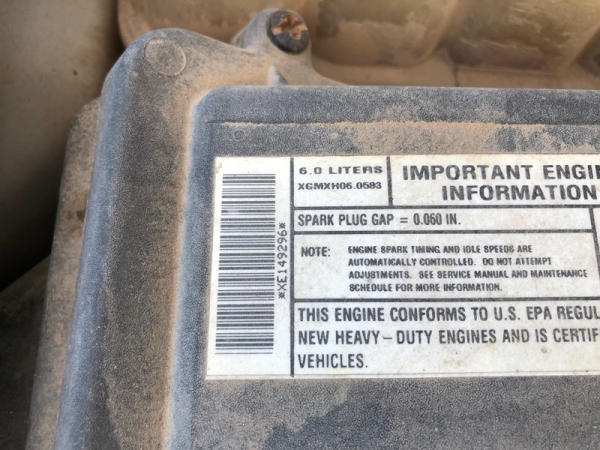 *XE149296*
6.0 LITERS
XGMXH06.0583
IMPORTANT ENGIN
INFORMATION
SPARK PLUG GAP = 0.060 IN.
NOTE: ENGINE SPARK TIMING AND IDLE SPEEDS ARE
AUTOMATICALLY CONTROLLED. DO NOT ATTEMPT
ADJUSTMENTS. SEE SERVICE MANUAL AND MAINTENANCE
SCHEDULE FOR MORE INFORMATION.
THIS ENGINE CONFORMS TO U.S. EPA REGUL
NEW HEAVY-DUTY ENGINES AND IS CERTIF
VEHICLES.